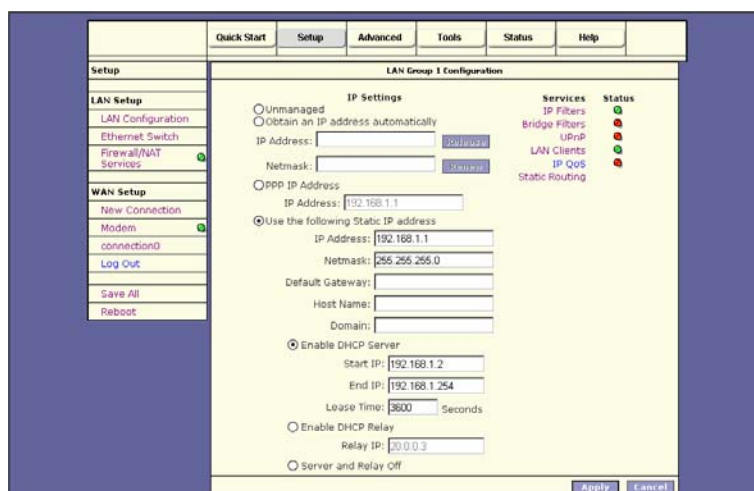 Quick Start Setup Advanced Tools Status Help
Setup
LAN Setup
LAN Configuration
Ethernet Switch
Firewall/NAT
Services
WAN Setup
New Connection
Modem
connection0
Log Out
Save All
Reboot
LAN Group 1 Configuration
IP Settings
Unmanaged
Obtain an IP address automatically
IP Address: Release
Netmask: Renew
PPP IP Address
IP Address: 192.168.1.1
Use the following Static IP address
IP Address: 192.168.1.1
Netmask: 255.255.255.0
Default Gateway:
Host Name:
Domain:
Enable DHCP Server
Start IP: 192.168.1.2
End IP: 192.168.1.254
Lease Time: 3600 Seconds
Enable DHCP Relay
Relay IP: 20.0.0.3
Server and Relay Off
Services Status
IP Filters
Bridge Filters
UPnP
LAN Clients
IP QoS
Static Routing
Apply Cancel